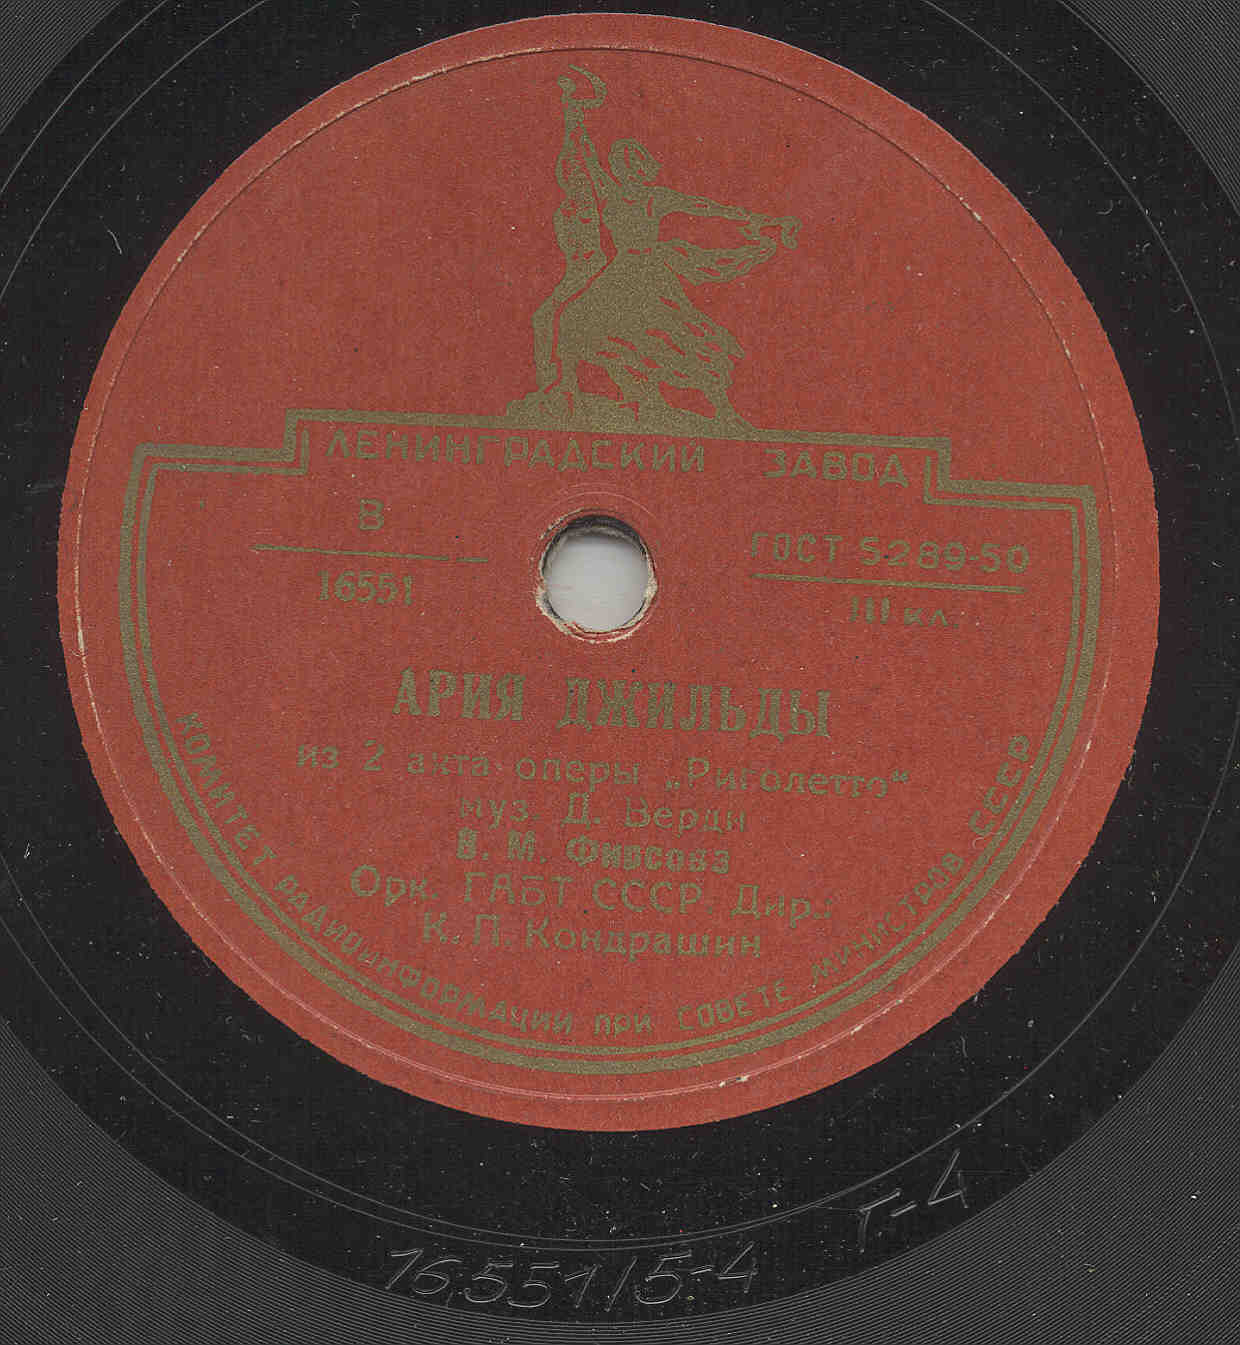 ЛЕНИНГРАДСКИЙ ЗАВОД
В
16551
ГОСТ 5289-50
III кл.
АРИЯ ДЖИЛЬДЫ
из 2 акта оперы „Риголетто“
муз. Д. Верди
В. М. Фирсова
Орк. ГАБТ СССР. Дир.:
К. П. Кондрашин
КОМИТЕТ РАДИОИНФОРМАЦИИ ПРИ СОВЕТЕ МИНИСТРОВ СССР
16551/5-4
Г-4